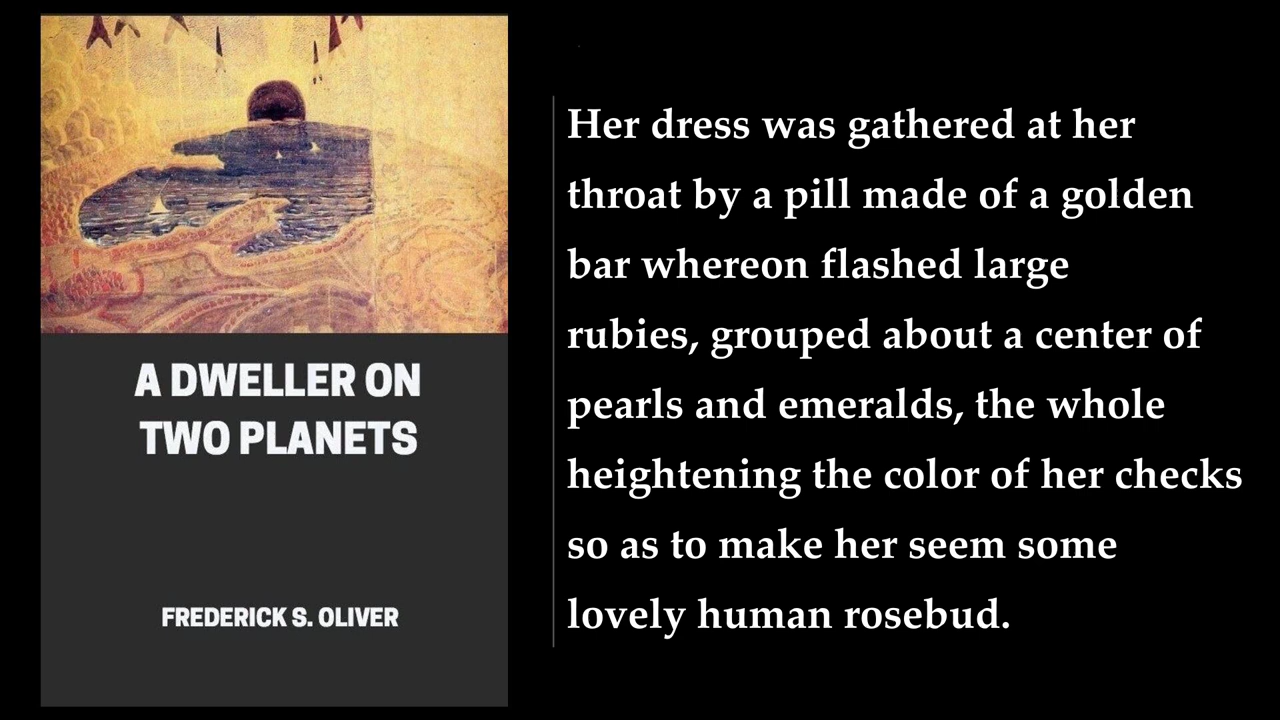 A DWELLER ON
TWO PLANETS
FREDERICK S. OLIVER
Her dress was gathered at her
throat by a pill made of a golden
bar whereon flashed large
rubies, grouped about a center of
pearls and emeralds, the whole
heightening the color of her checks
so as to make her seem some
lovely human rosebud.